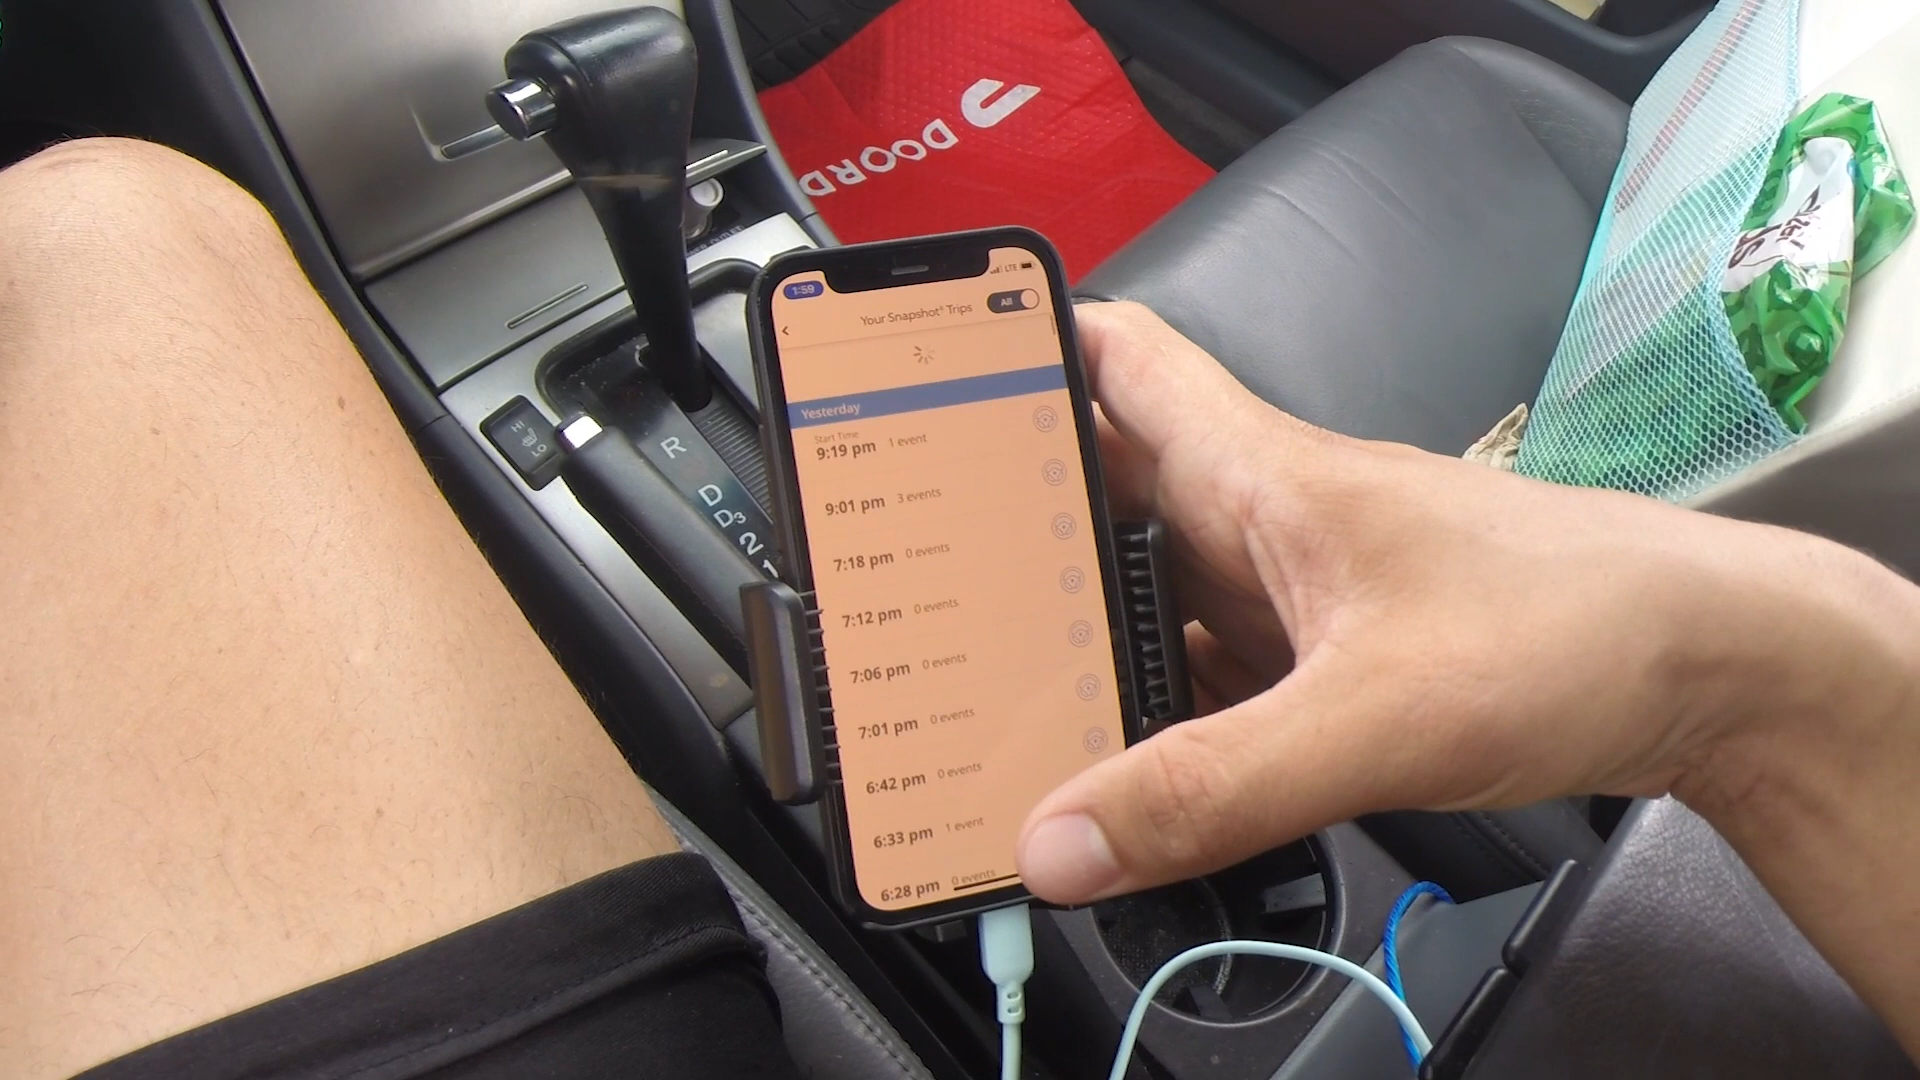 DOORD
1:59
LTE
Your Snapshot® Trips
All
Yesterday
Start Time
9:19 pm 1 event
9:01 pm 3 events
7:18 pm 0 events
7:12 pm 0 events
7:06 pm 0 events
7:01 pm 0 events
6:42 pm 0 events
6:33 pm 1 event
6:28 pm 0 events
HI
LO
R
D
D3
2
1
OUTLET